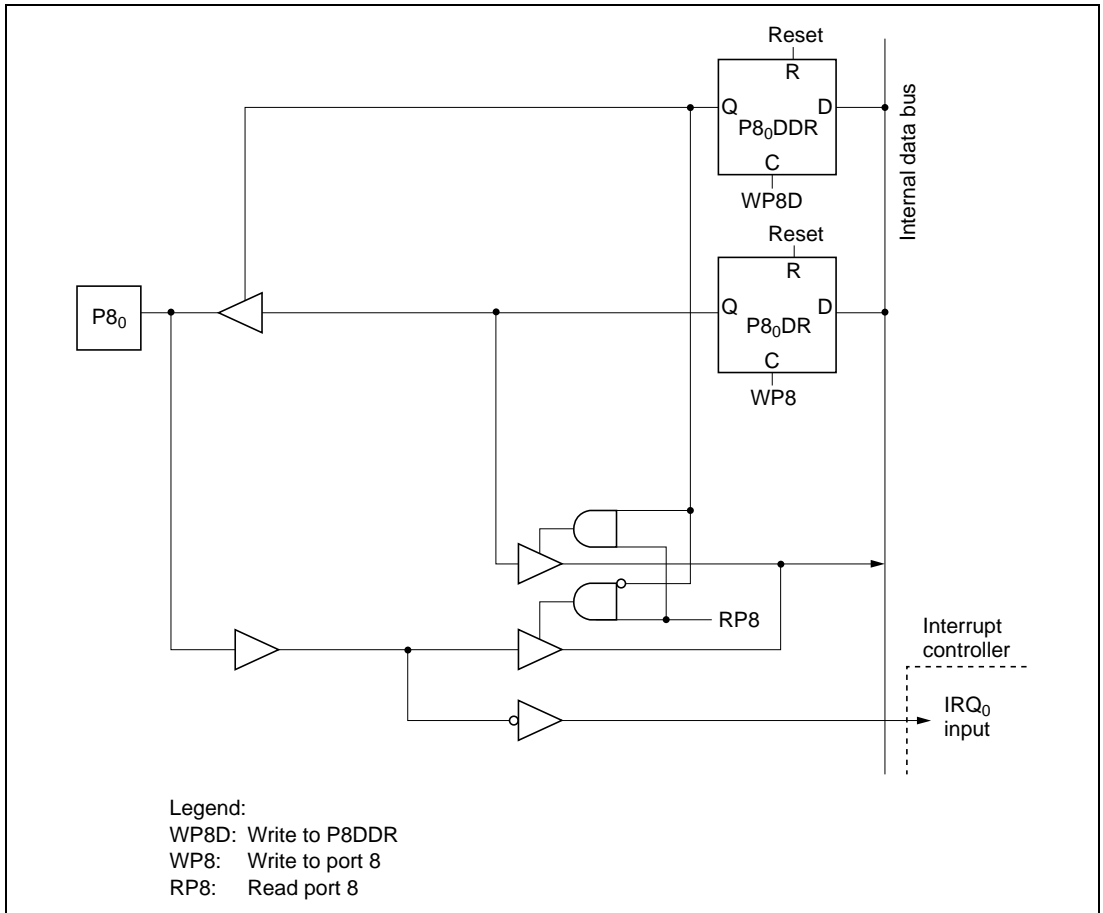 Reset
R
Q
D
P8₀DDR
C
WP8D
Internal data bus
Reset
R
Q
D
P8₀DR
C
WP8
P8₀
RP8
Interrupt
controller
IRQ₀
input
Legend:
WP8D: Write to P8DDR
WP8: Write to port 8
RP8: Read port 8